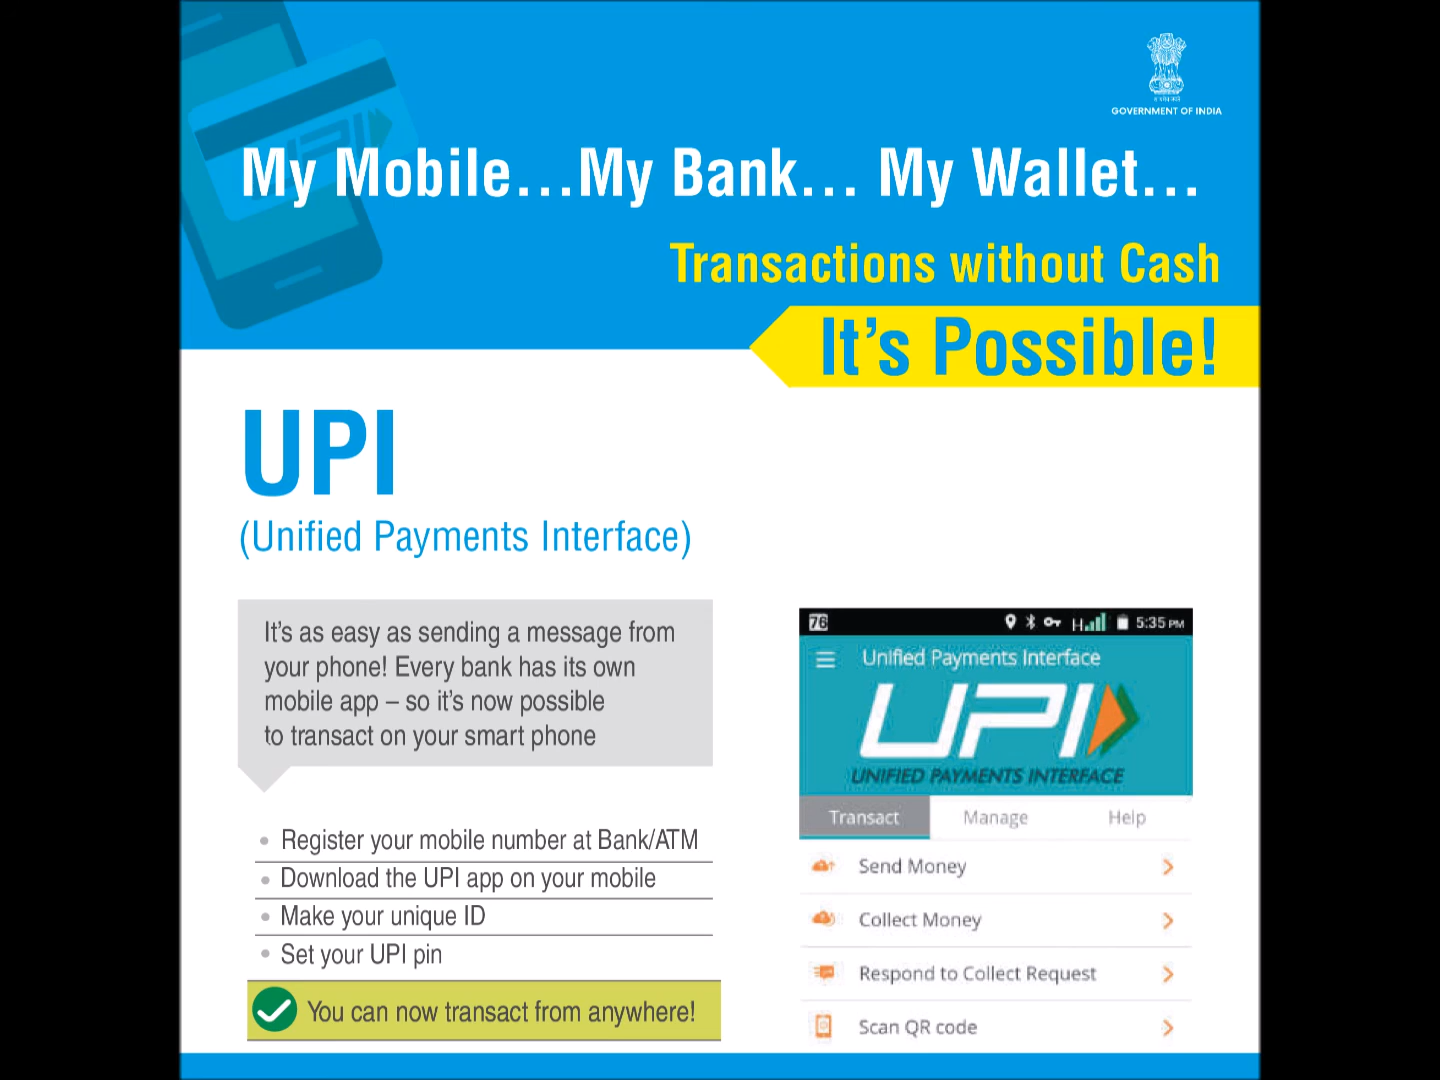 GOVERNMENT OF INDIA
My Mobile...My Bank... My Wallet...
Transactions without Cash
It's Possible!
UPI
(Unified Payments Interface)
It's as easy as sending a message from
your phone! Every bank has its own
mobile app – so it's now possible
to transact on your smart phone
• Register your mobile number at Bank/ATM
• Download the UPI app on your mobile
• Make your unique ID
• Set your UPI pin
You can now transact from anywhere!
76 H 5:35 PM
Unified Payments Interface
UPI
UNIFIED PAYMENTS INTERFACE
Transact Manage Help
Send Money
Collect Money
Respond to Collect Request
Scan QR code